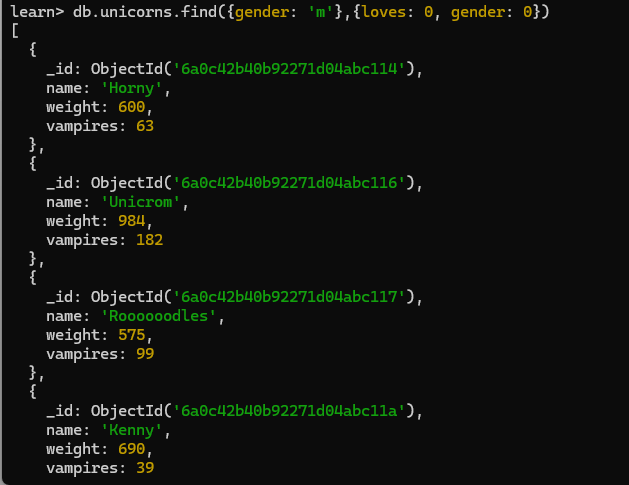 learn> db.unicorns.find({gender: 'm'},{loves: 0, gender: 0})
[
  {
    _id: ObjectId('6a0c42b40b92271d04abc114'),
    name: 'Horny',
    weight: 600,
    vampires: 63
  },
  {
    _id: ObjectId('6a0c42b40b92271d04abc116'),
    name: 'Unicrom',
    weight: 984,
    vampires: 182
  },
  {
    _id: ObjectId('6a0c42b40b92271d04abc117'),
    name: 'Roooooodles',
    weight: 575,
    vampires: 99
  },
  {
    _id: ObjectId('6a0c42b40b92271d04abc11a'),
    name: 'Kenny',
    weight: 690,
    vampires: 39